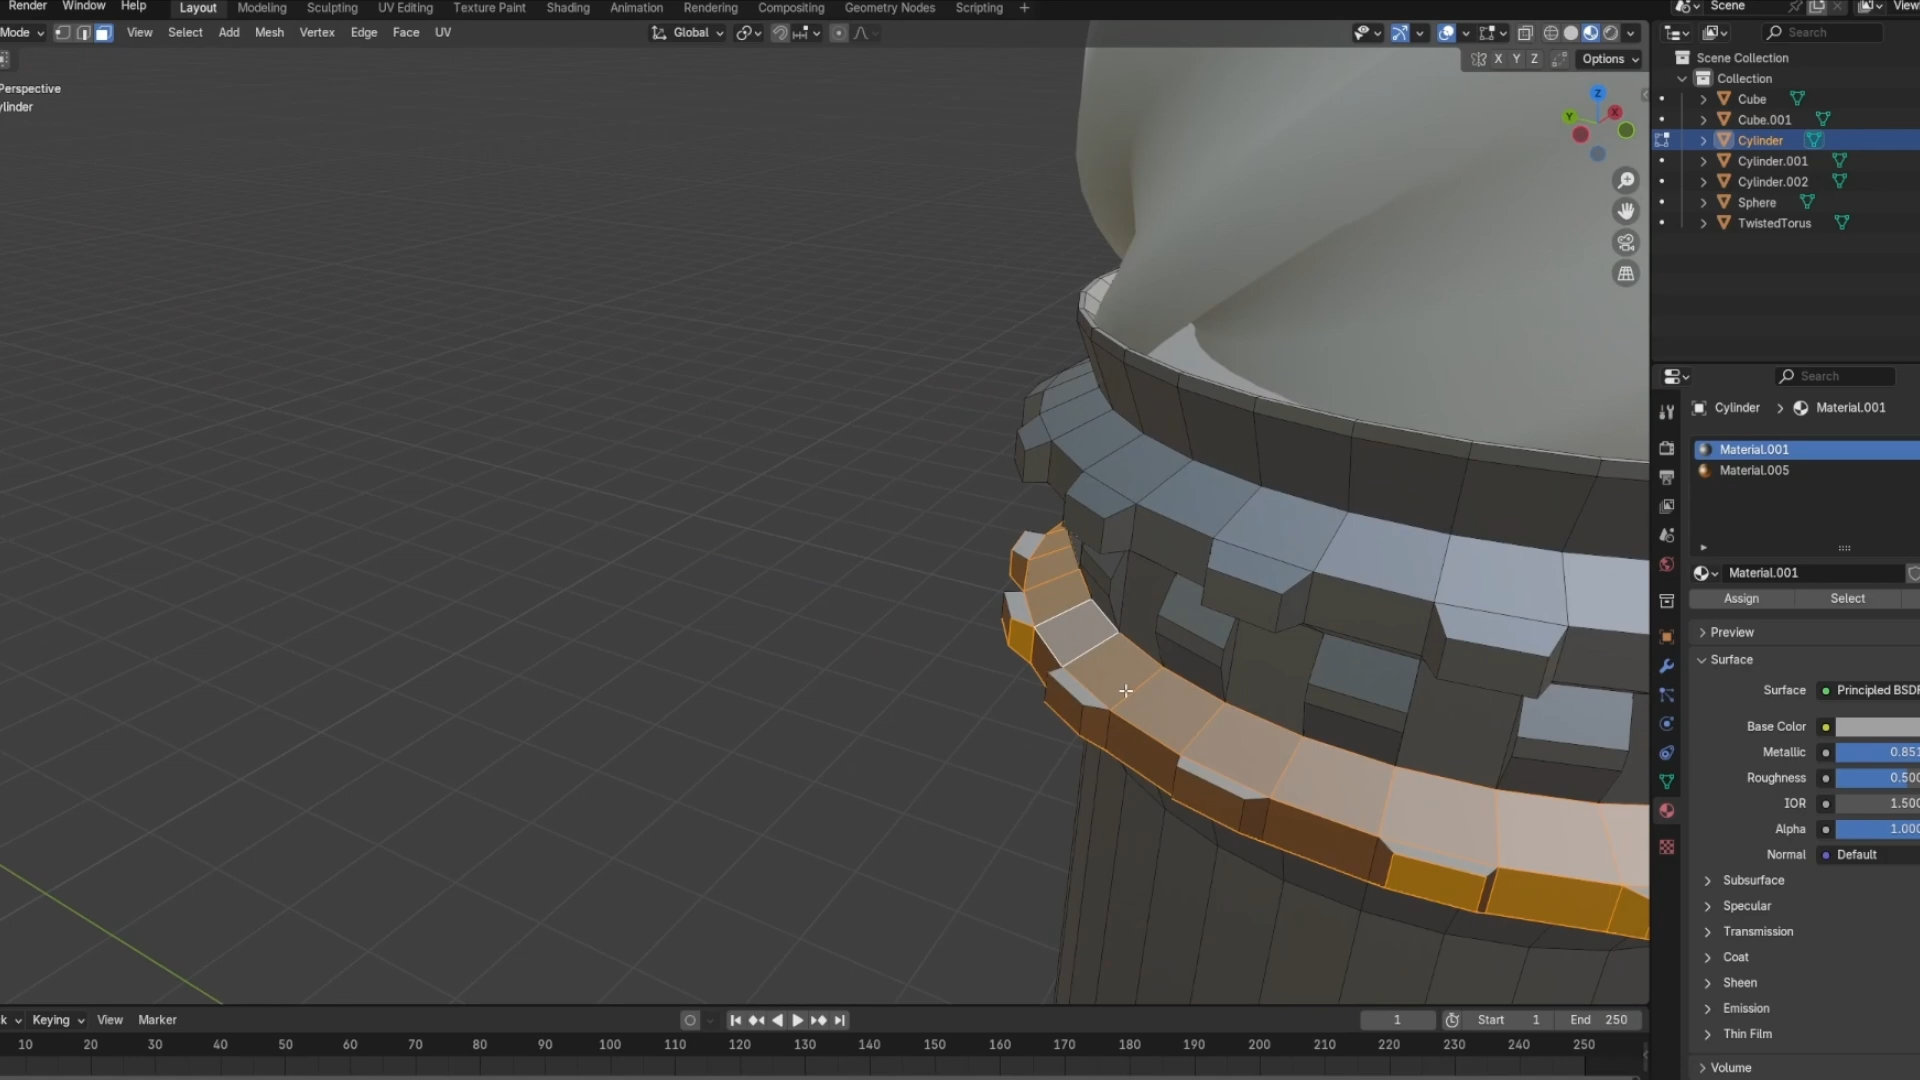 Render Window Help Layout Modeling Sculpting UV Editing Texture Paint Shading Animation Rendering Compositing Geometry Nodes Scripting + Scene View
Mode View Select Add Mesh Vertex Edge Face UV Global Search
X Y Z Options
Scene Collection
Perspective
Collection
ylinder
Z
Y X
Cube
Cube.001
Cylinder
Cylinder.001
Cylinder.002
Sphere
TwistedTorus
Search
Cylinder > Material.001
Material.001
Material.005
Material.001
Assign Select
Preview
Surface
Surface Principled BSDF
Base Color
Metallic 0.851
Roughness 0.500
IOR 1.500
Alpha 1.000
Normal Default
Subsurface
Specular
Transmission
Coat
Sheen
Emission
Thin Film
Volume
k Keying View Marker 1 Start 1 End 250
10 20 30 40 50 60 70 80 90 100 110 120 130 140 150 160 170 180 190 200 210 220 230 240 250